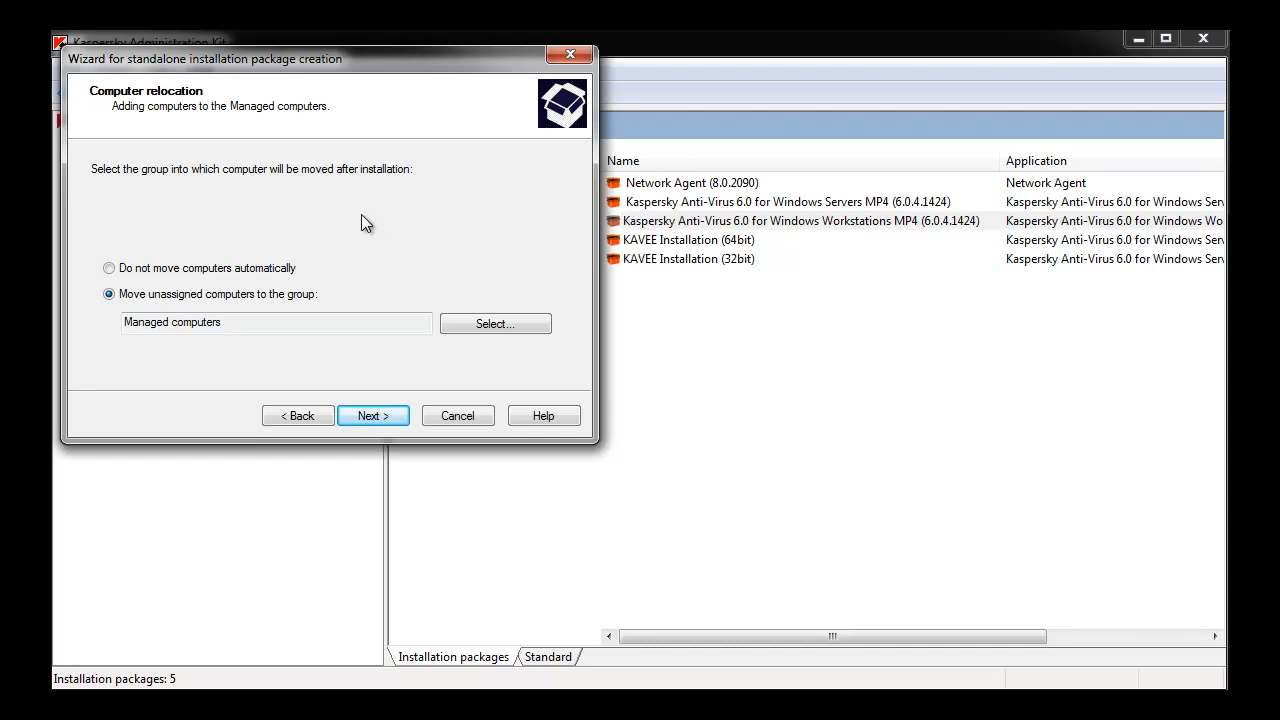 Kaspersky Administration Kit
Wizard for standalone installation package creation
Computer relocation
Adding computers to the Managed computers.
Select the group into which computer will be moved after installation:
Do not move computers automatically
Move unassigned computers to the group:
Managed computers
Select...
< Back
Next >
Cancel
Help
Name
Application
Network Agent (8.0.2090)
Network Agent
Kaspersky Anti-Virus 6.0 for Windows Servers MP4 (6.0.4.1424)
Kaspersky Anti-Virus 6.0 for Windows Serv
Kaspersky Anti-Virus 6.0 for Windows Workstations MP4 (6.0.4.1424)
Kaspersky Anti-Virus 6.0 for Windows Wo
KAVEE Installation (64bit)
Kaspersky Anti-Virus 6.0 for Windows Serv
KAVEE Installation (32bit)
Kaspersky Anti-Virus 6.0 for Windows Serv
Installation packages
Standard
Installation packages: 5